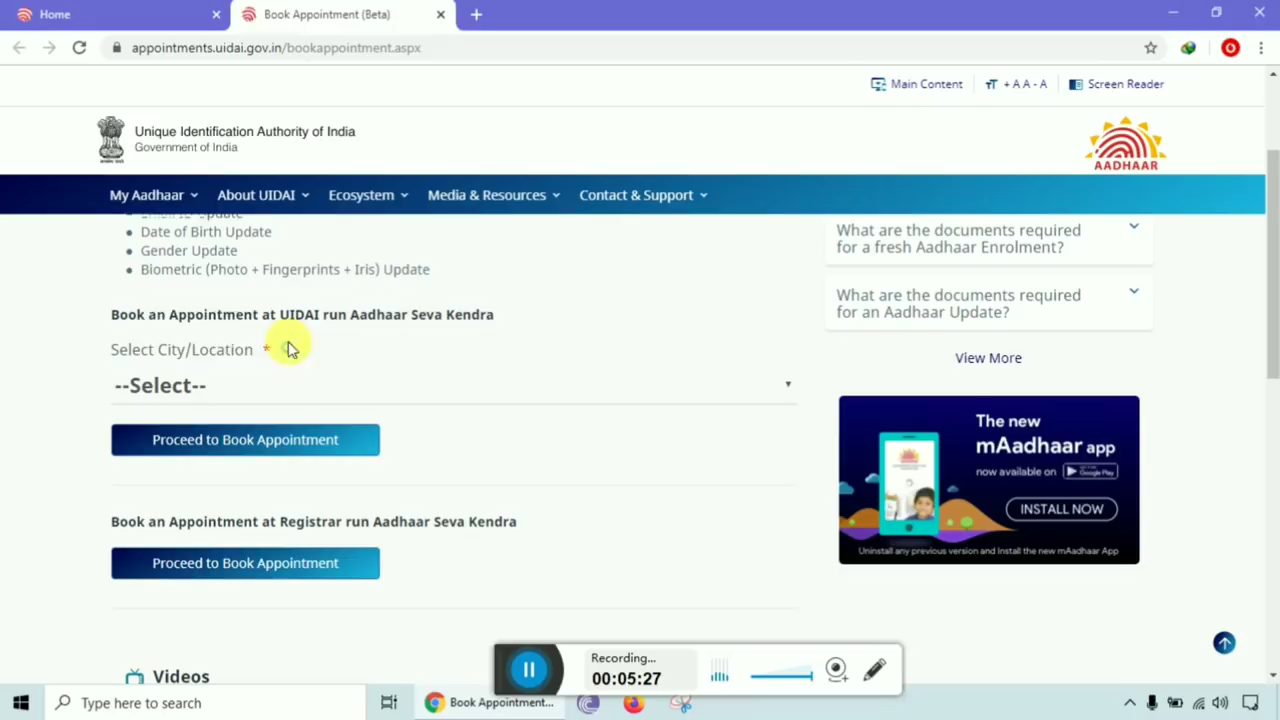 Home
Book Appointment (Beta)
appointments.uidai.gov.in/bookappointment.aspx
Main Content
+ A A - A
Screen Reader
Unique Identification Authority of India
Government of India
AADHAAR
My Aadhaar
About UIDAI
Ecosystem
Media & Resources
Contact & Support
Update
Date of Birth Update
Gender Update
Biometric (Photo + Fingerprints + Iris) Update
What are the documents required
for a fresh Aadhaar Enrolment?
What are the documents required
for an Aadhaar Update?
View More
Book an Appointment at UIDAI run Aadhaar Seva Kendra
Select City/Location *
--Select--
Proceed to Book Appointment
Book an Appointment at Registrar run Aadhaar Seva Kendra
Proceed to Book Appointment
The new
mAadhaar app
now available on Google Play
INSTALL NOW
Uninstall any previous version and Install the new mAadhaar App
Videos
Recording...
00:05:27
Type here to search
Book Appointment...